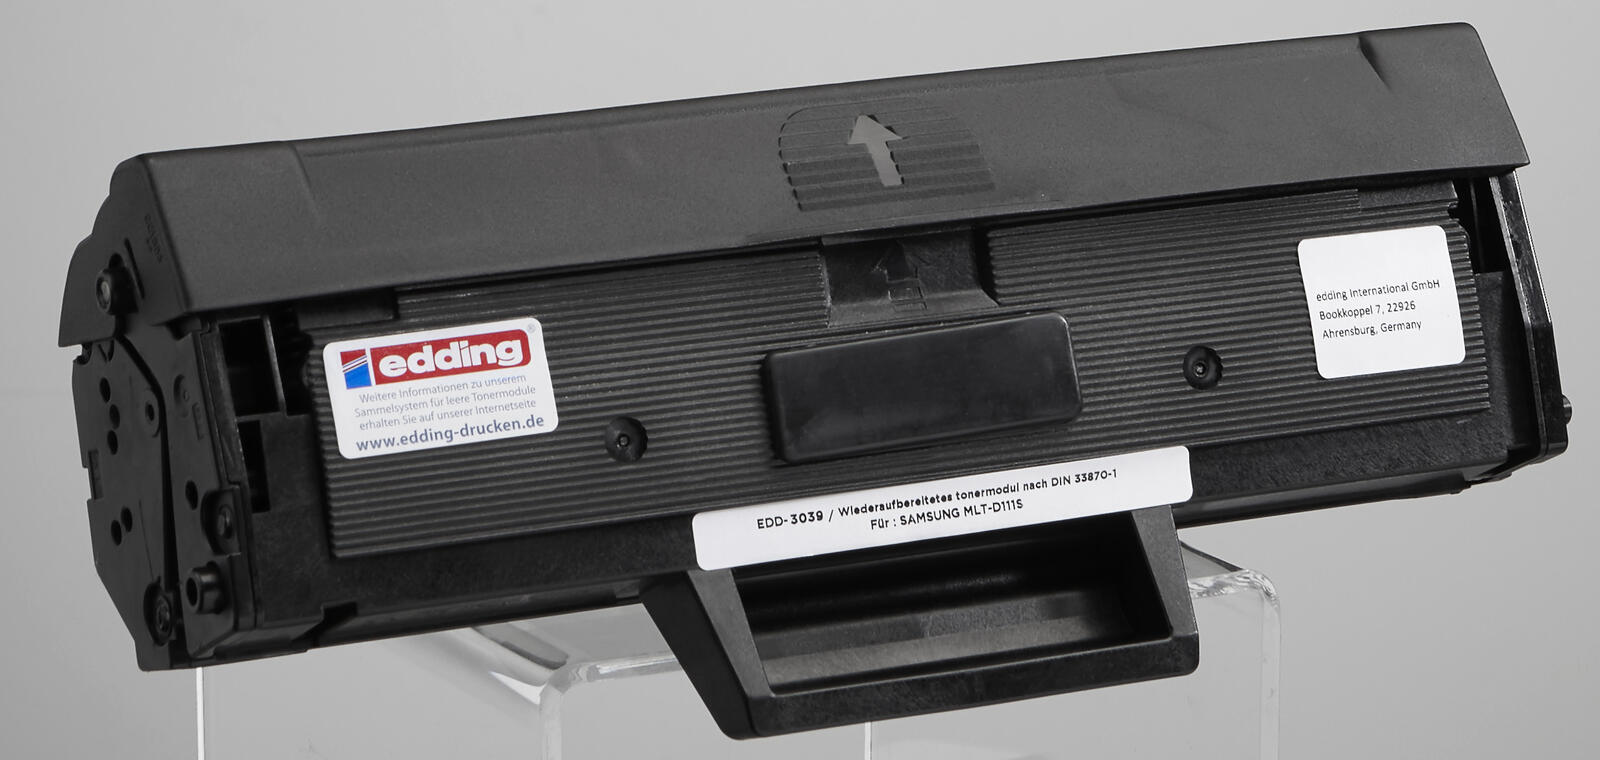 edding®
Weitere Informationen zu unserem
Sammelsystem für leere Tonermodule
erhalten Sie auf unserer Internetseite
www.edding-drucken.de
edding International GmbH
Bookkoppel 7, 22926
Ahrensburg, Germany
EDD-3039 / Wiederaufbereitetes tonermodul nach DIN 33870-1
Für : SAMSUNG MLT-D111S